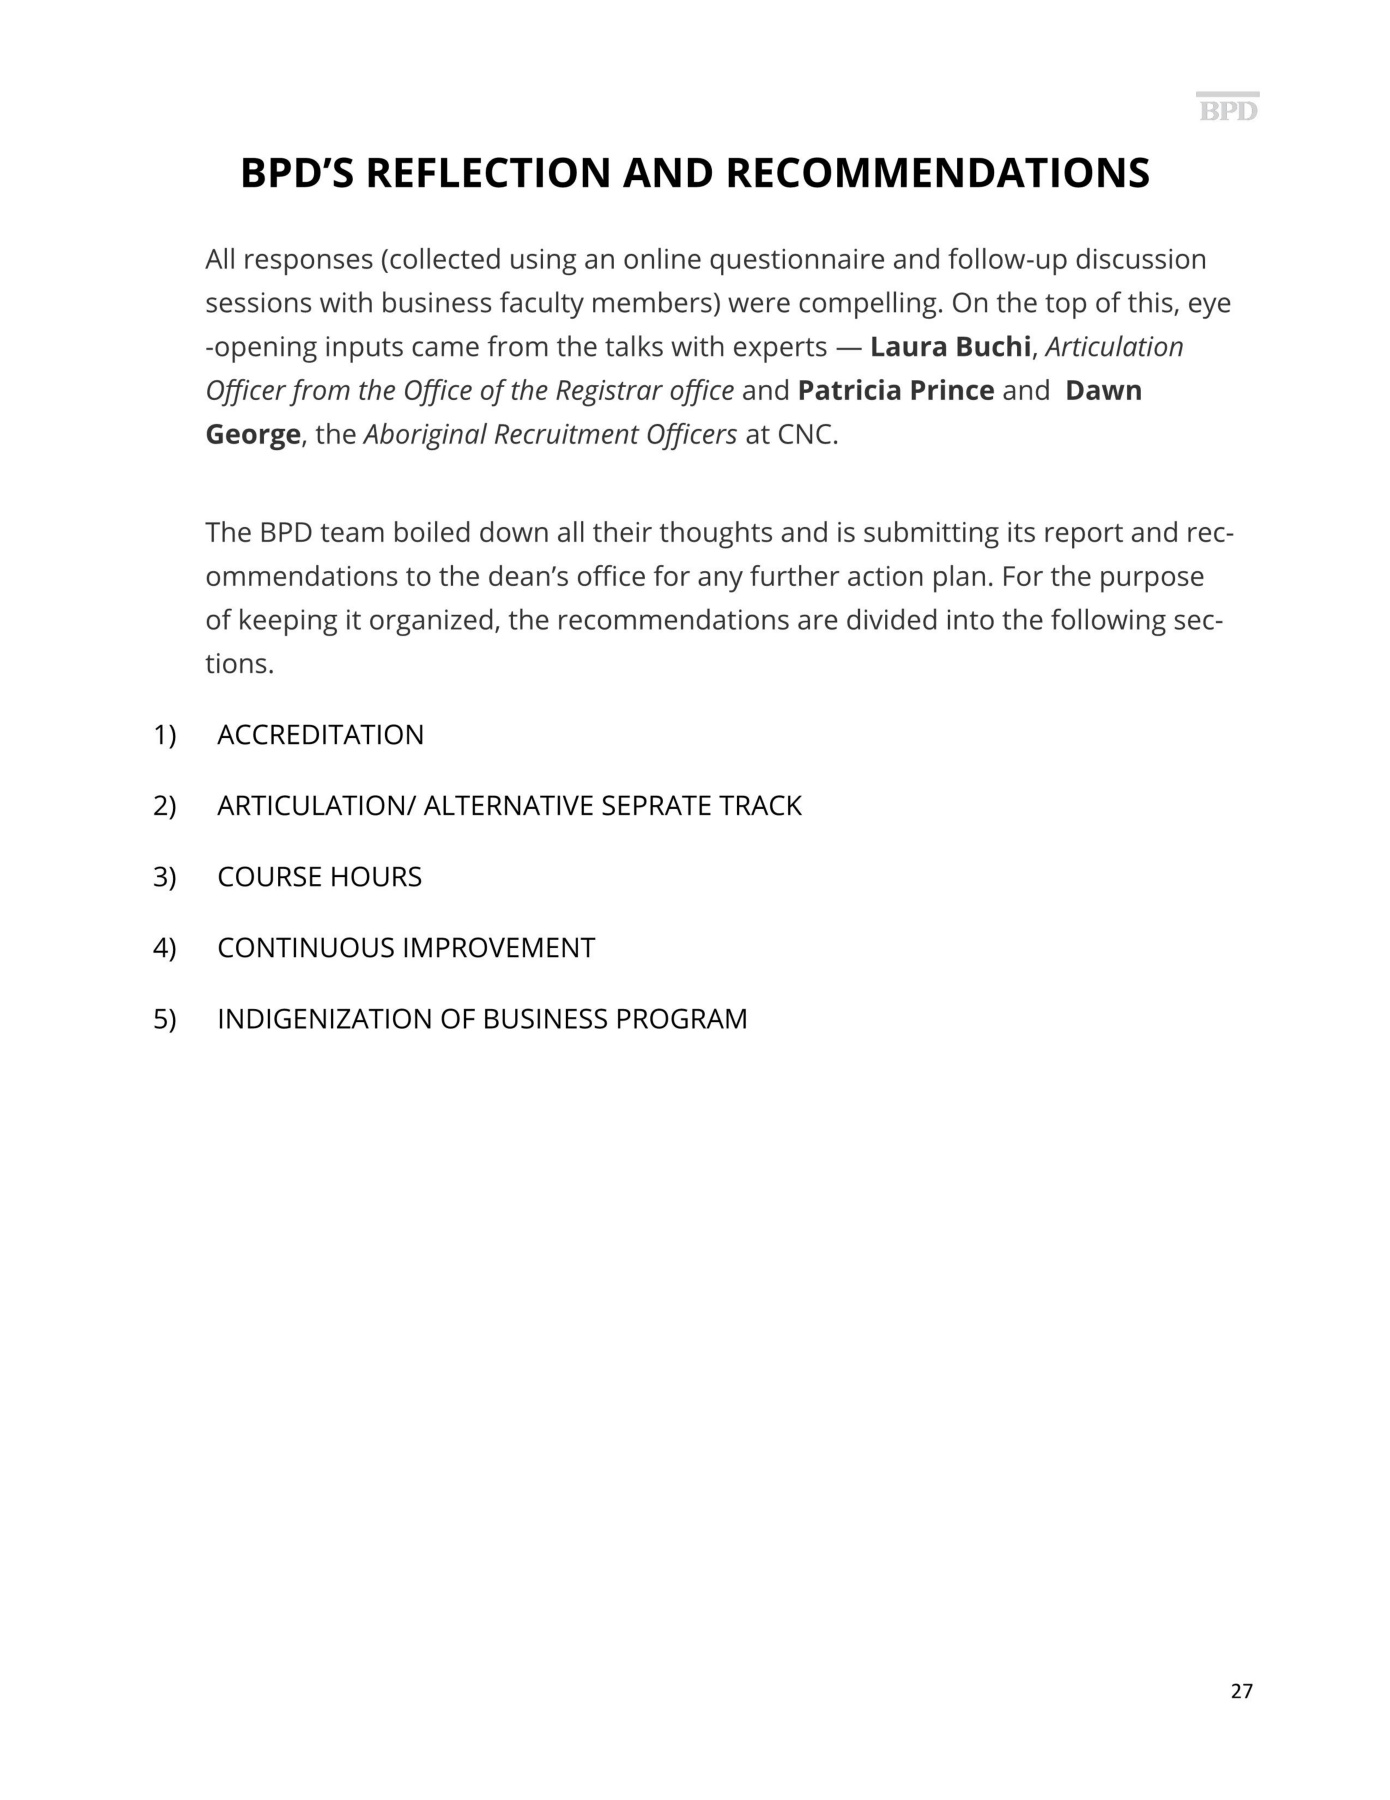 BPD
BPD’S REFLECTION AND RECOMMENDATIONS
All responses (collected using an online questionnaire and follow-up discussion
sessions with business faculty members) were compelling. On the top of this, eye
-opening inputs came from the talks with experts — Laura Buchi, Articulation
Officer from the Office of the Registrar office and Patricia Prince and  Dawn
George, the Aboriginal Recruitment Officers at CNC.
The BPD team boiled down all their thoughts and is submitting its report and rec-
ommendations to the dean’s office for any further action plan. For the purpose
of keeping it organized, the recommendations are divided into the following sec-
tions.
1) ACCREDITATION
2) ARTICULATION/ ALTERNATIVE SEPRATE TRACK
3) COURSE HOURS
4) CONTINUOUS IMPROVEMENT
5) INDIGENIZATION OF BUSINESS PROGRAM
27